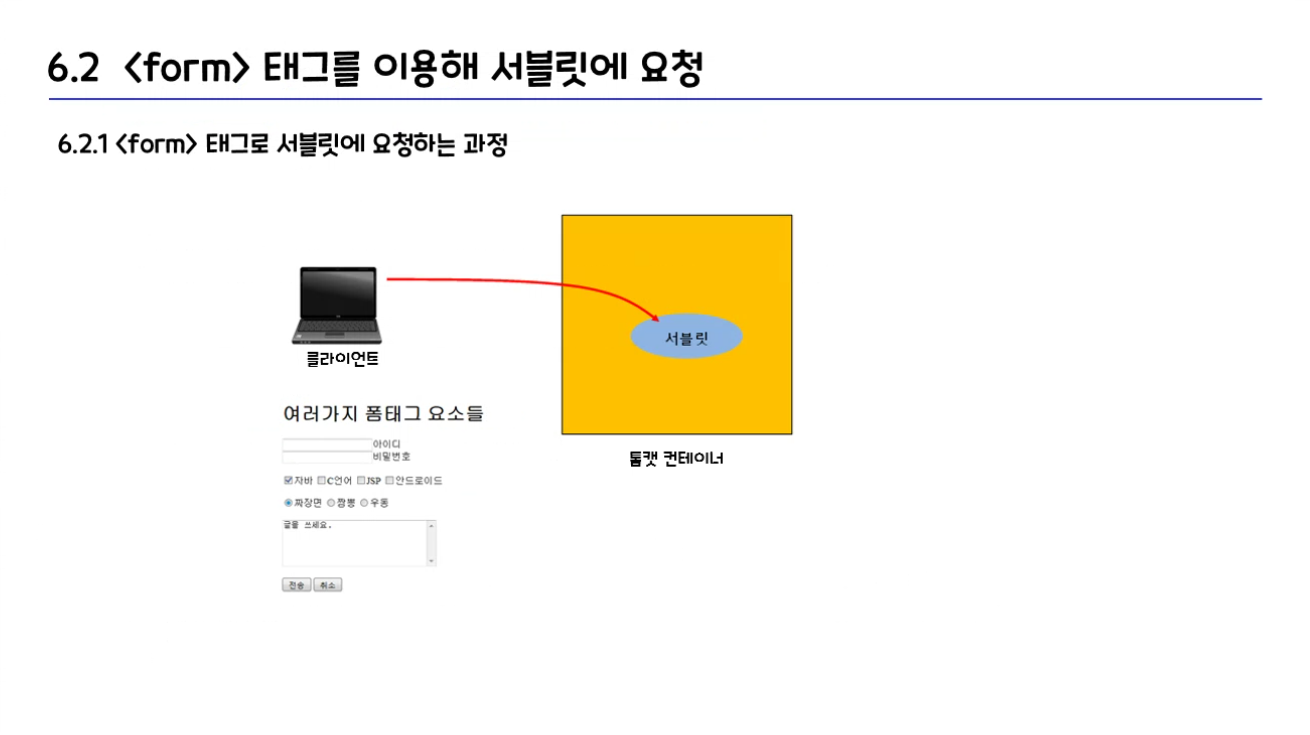 6.2 <form> 태그를 이용해 서블릿에 요청
6.2.1 <form> 태그로 서블릿에 요청하는 과정
서블릿
클라이언트
여러가지 폼태그 요소들
아이디
비밀번호
자바 C언어 JSP 안드로이드
짜장면 짬뽕 우동
글을 쓰세요.
전송 취소
톰캣 컨테이너